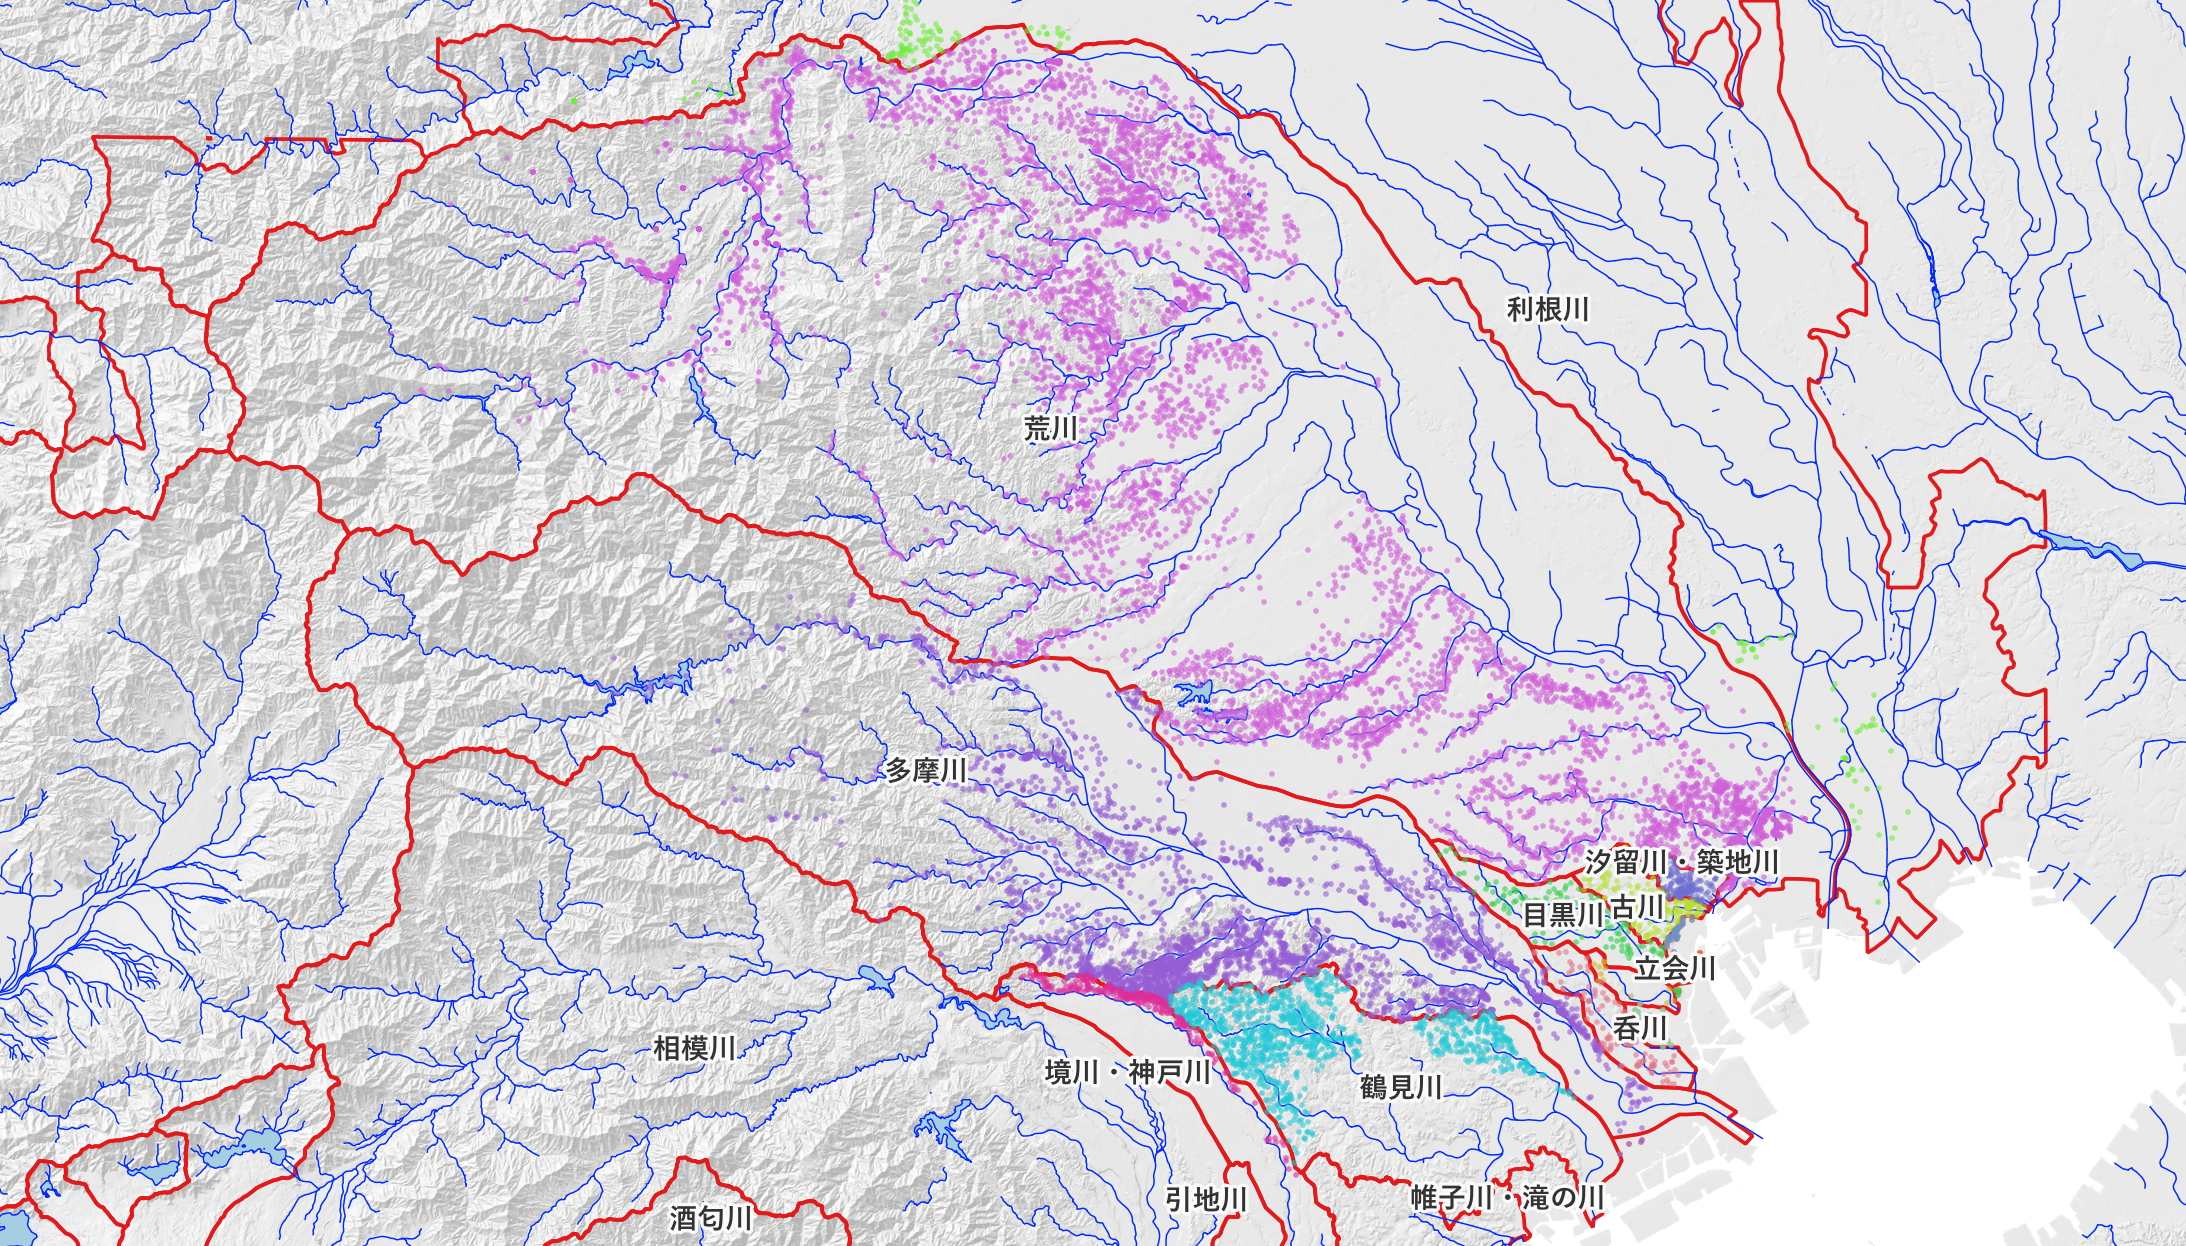 利根川
荒川
多摩川
汐留川・築地川
目黒川
古川
立会川
呑川
相模川
境川・神戸川
鶴見川
引地川
帷子川・滝の川
酒匂川